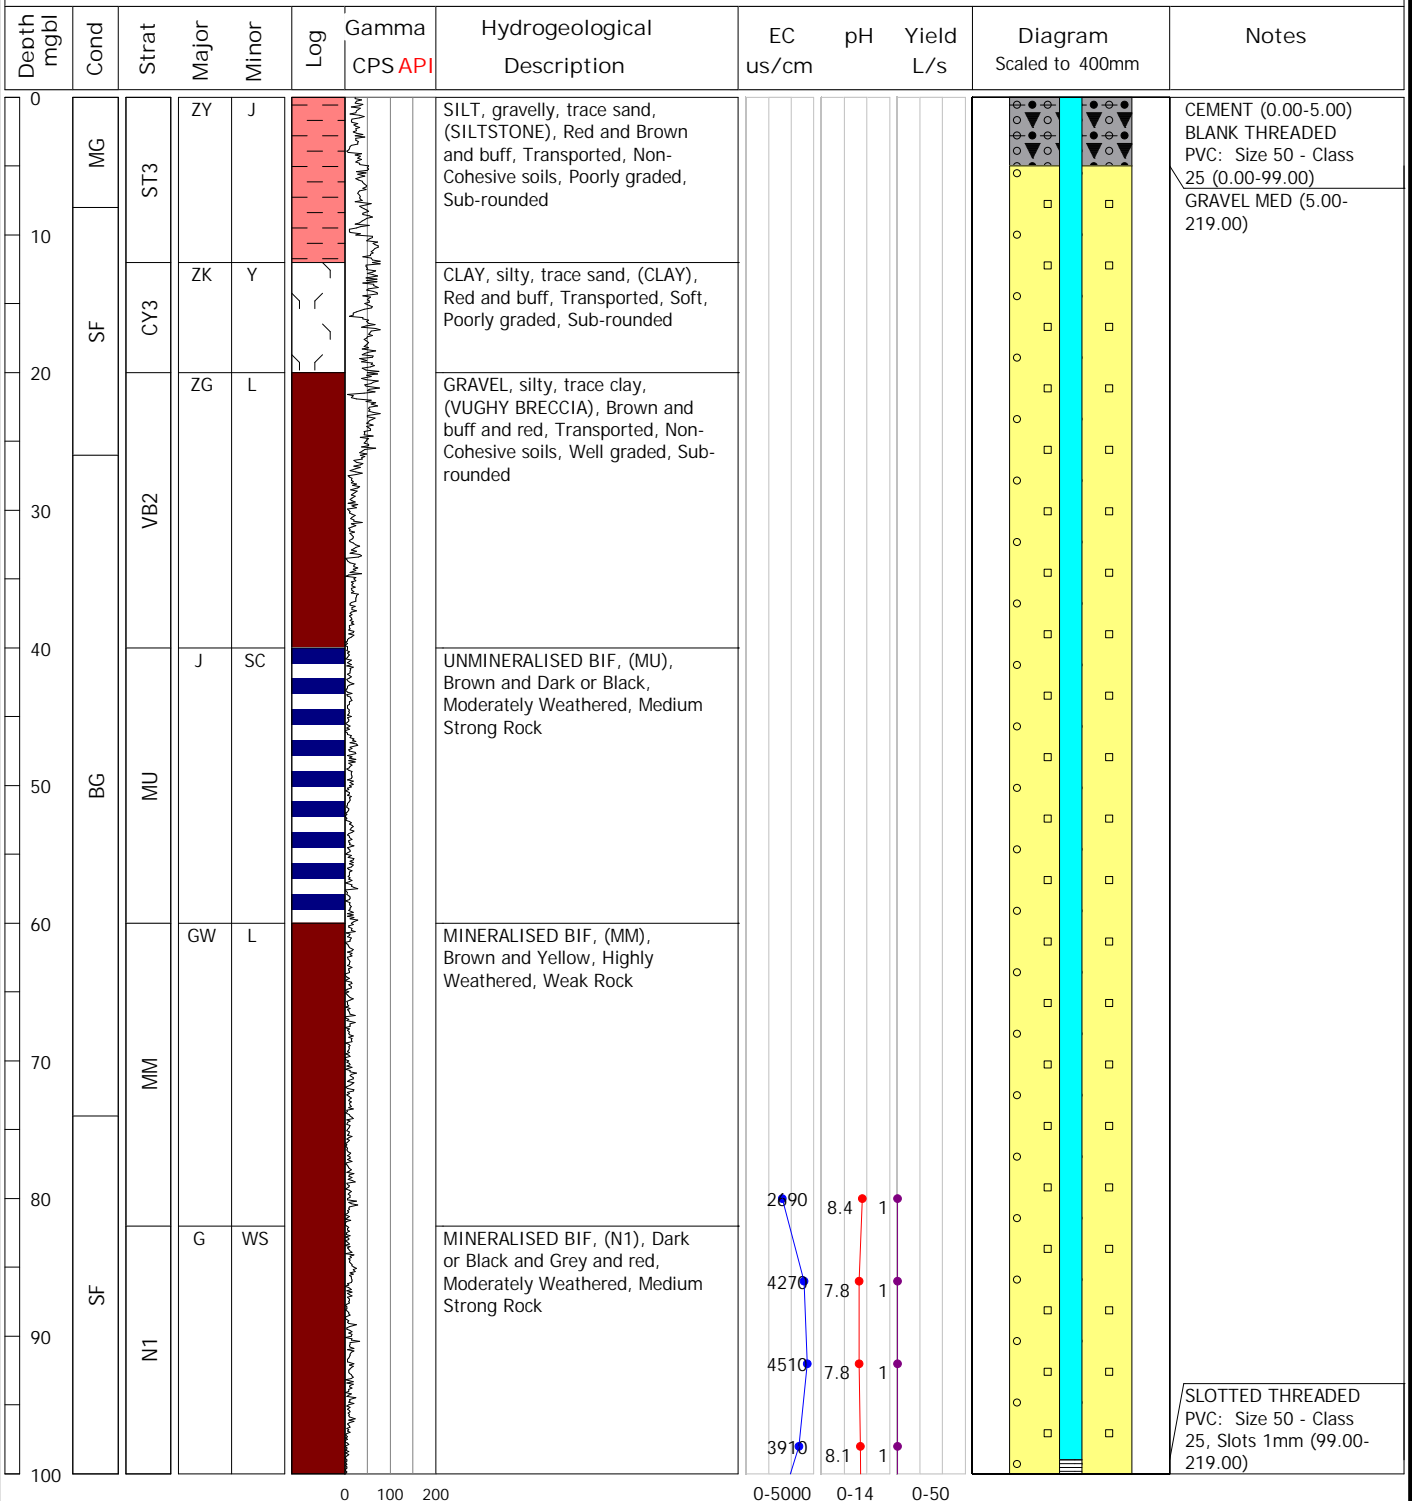 Depth mgbl
Cond
Strat
Major
Minor
Log
Gamma
CPS API
Hydrogeological
Description
EC
us/cm
pH
Yield
L/s
Diagram
Scaled to 400mm
Notes
0
10
20
30
40
50
60
70
80
90
100
MG
SF
BG
SF
ST3
CY3
VB2
MU
MM
N1
ZY J
SILT, gravelly, trace sand,
(SILTSTONE), Red and Brown
and buff, Transported, Non-
Cohesive soils, Poorly graded,
Sub-rounded
ZK Y
CLAY, silty, trace sand, (CLAY),
Red and buff, Transported, Soft,
Poorly graded, Sub-rounded
ZG L
GRAVEL, silty, trace clay,
(VUGHY BRECCIA), Brown and
buff and red, Transported, Non-
Cohesive soils, Well graded, Sub-
rounded
J SC
UNMINERALISED BIF, (MU),
Brown and Dark or Black,
Moderately Weathered, Medium
Strong Rock
GW L
MINERALISED BIF, (MM),
Brown and Yellow, Highly
Weathered, Weak Rock
G WS
MINERALISED BIF, (N1), Dark
or Black and Grey and red,
Moderately Weathered, Medium
Strong Rock
8.4 1
4270 7.8 1
4510 7.8 1
3910 8.1 1
CEMENT (0.00-5.00)
BLANK THREADED
PVC: Size 50 - Class
25 (0.00-99.00)
GRAVEL MED (5.00-
219.00)
SLOTTED THREADED
PVC: Size 50 - Class
25, Slots 1mm (99.00-
219.00)
0 100 200
0-5000 0-14 0-50